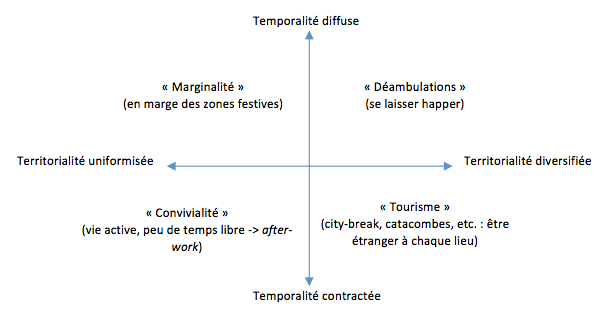 Temporalité diffuse
« Marginalité »
(en marge des zones festives)
« Déambulations »
(se laisser happer)
Territorialité uniformisée
Territorialité diversifiée
« Convivialité »
(vie active, peu de temps libre -> after-
work)
« Tourisme »
(city-break, catacombes, etc. : être
étranger à chaque lieu)
Temporalité contractée